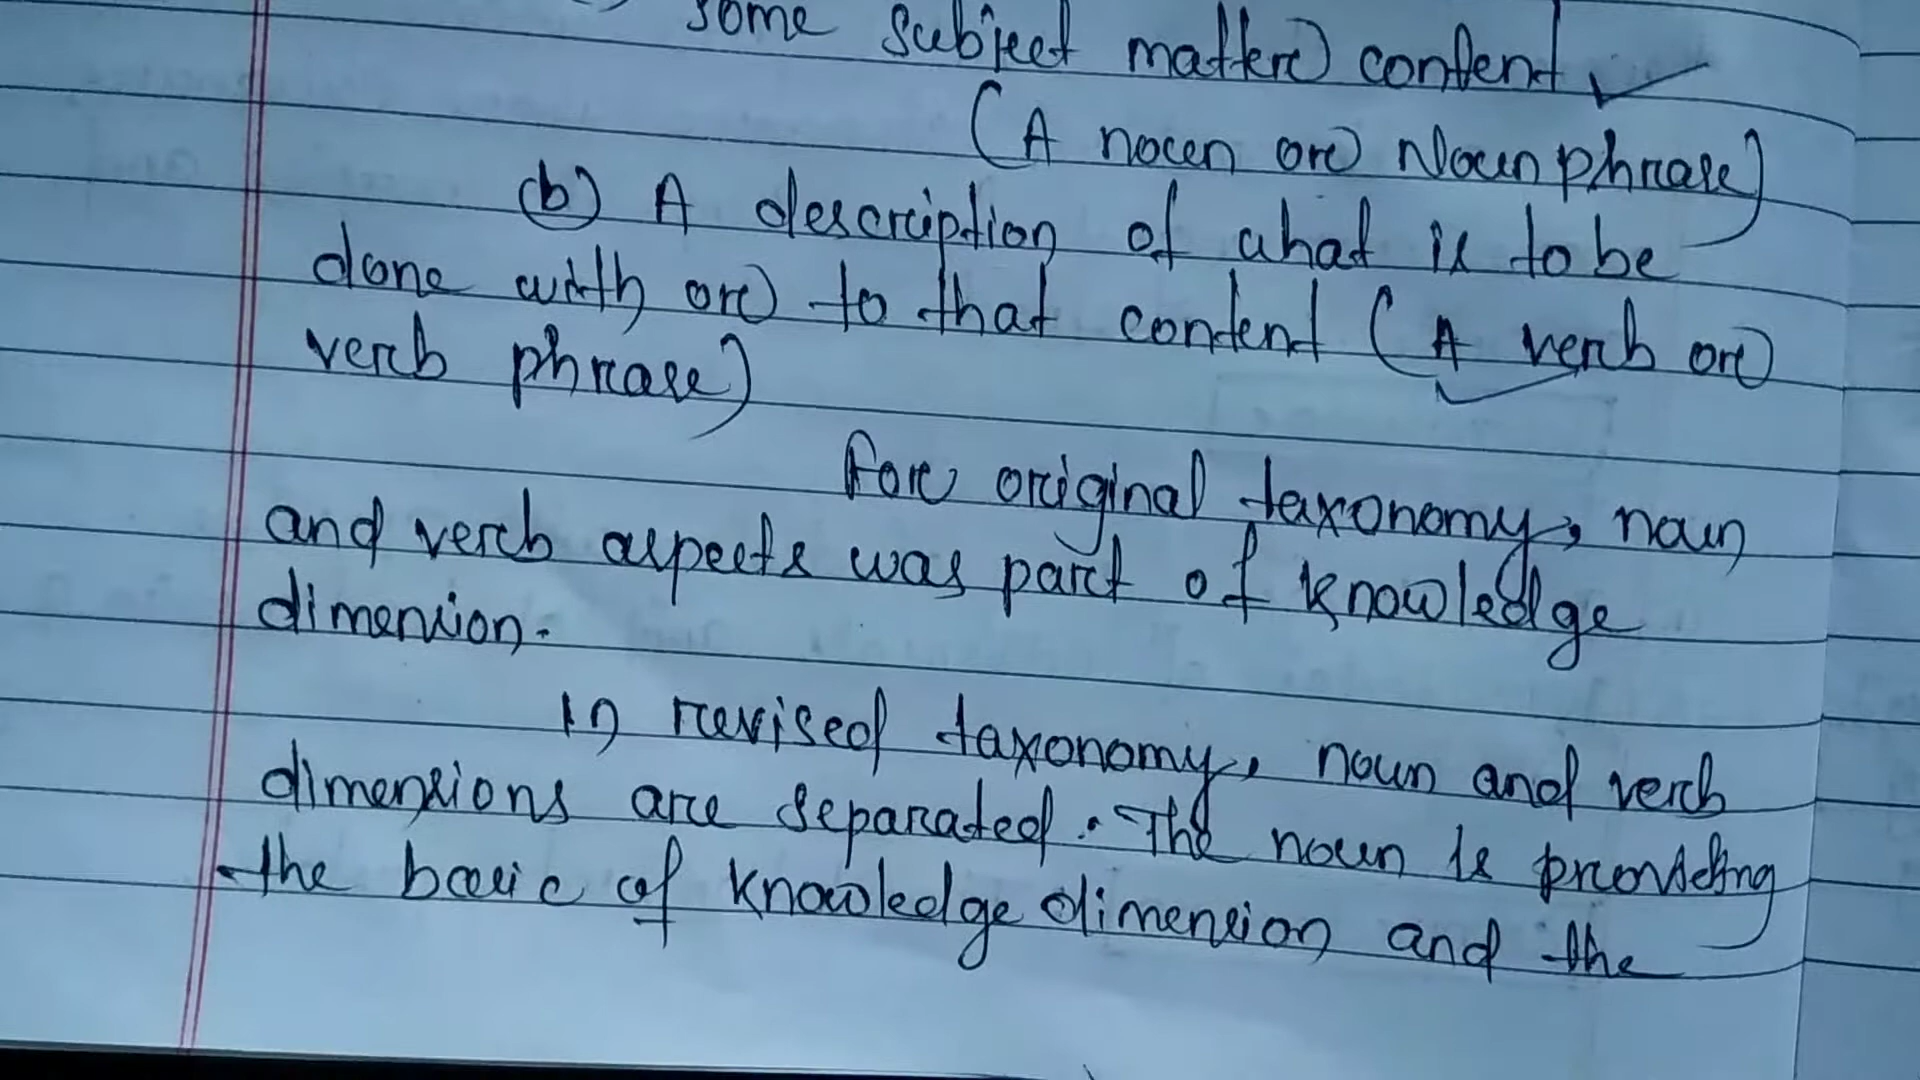 some subject matter content
(A noun or Noun phrase)
(b) A description of what is to be
done with or to that content (A verb or
verb phrase)
For original taxonomy, noun
and verb aspects was part of knowledge
dimension.
In revised taxonomy, noun and verb
dimensions are separated. The noun is providing
the basic of knowledge dimension and the